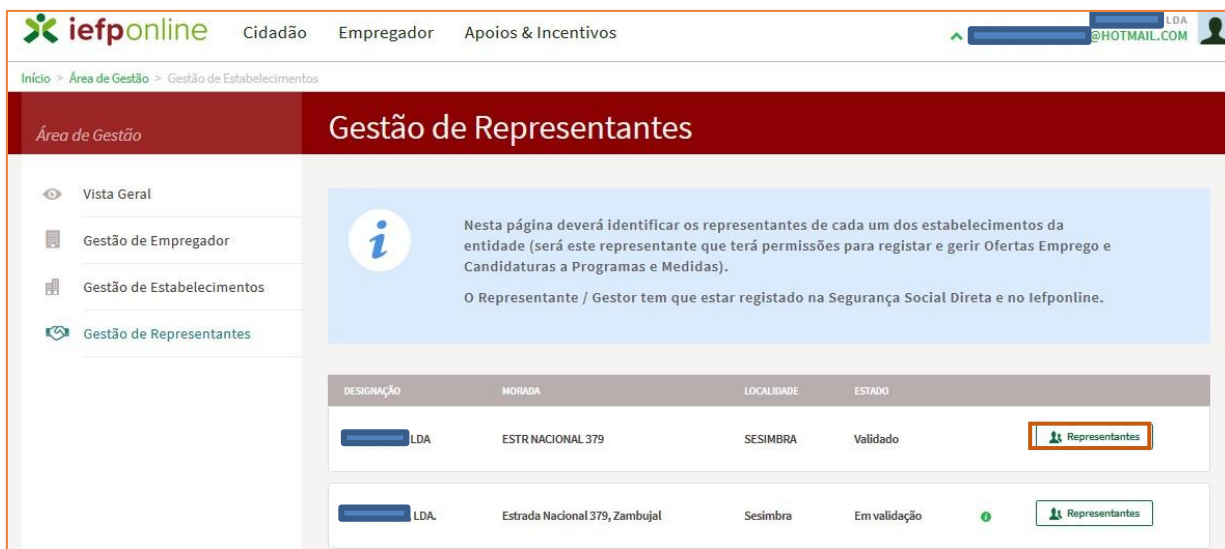 iefponline Cidadão Empregador Apoios & Incentivos
LDA
@HOTMAIL.COM
Início > Área de Gestão > Gestão de Estabelecimentos
Área de Gestão
Gestão de Representantes
Vista Geral
Gestão de Empregador
Gestão de Estabelecimentos
Gestão de Representantes
i
Nesta página deverá identificar os representantes de cada um dos estabelecimentos da
entidade (será este representante que terá permissões para registar e gerir Ofertas Emprego e
Candidaturas a Programas e Medidas).
O Representante / Gestor tem que estar registado na Segurança Social Direta e no Iefponline.
DESIGNAÇÃO MORADA LOCALIDADE ESTADO
LDA ESTR NACIONAL 379 SESIMBRA Validado Representantes
LDA. Estrada Nacional 379, Zambujal Sesimbra Em validação i Representantes